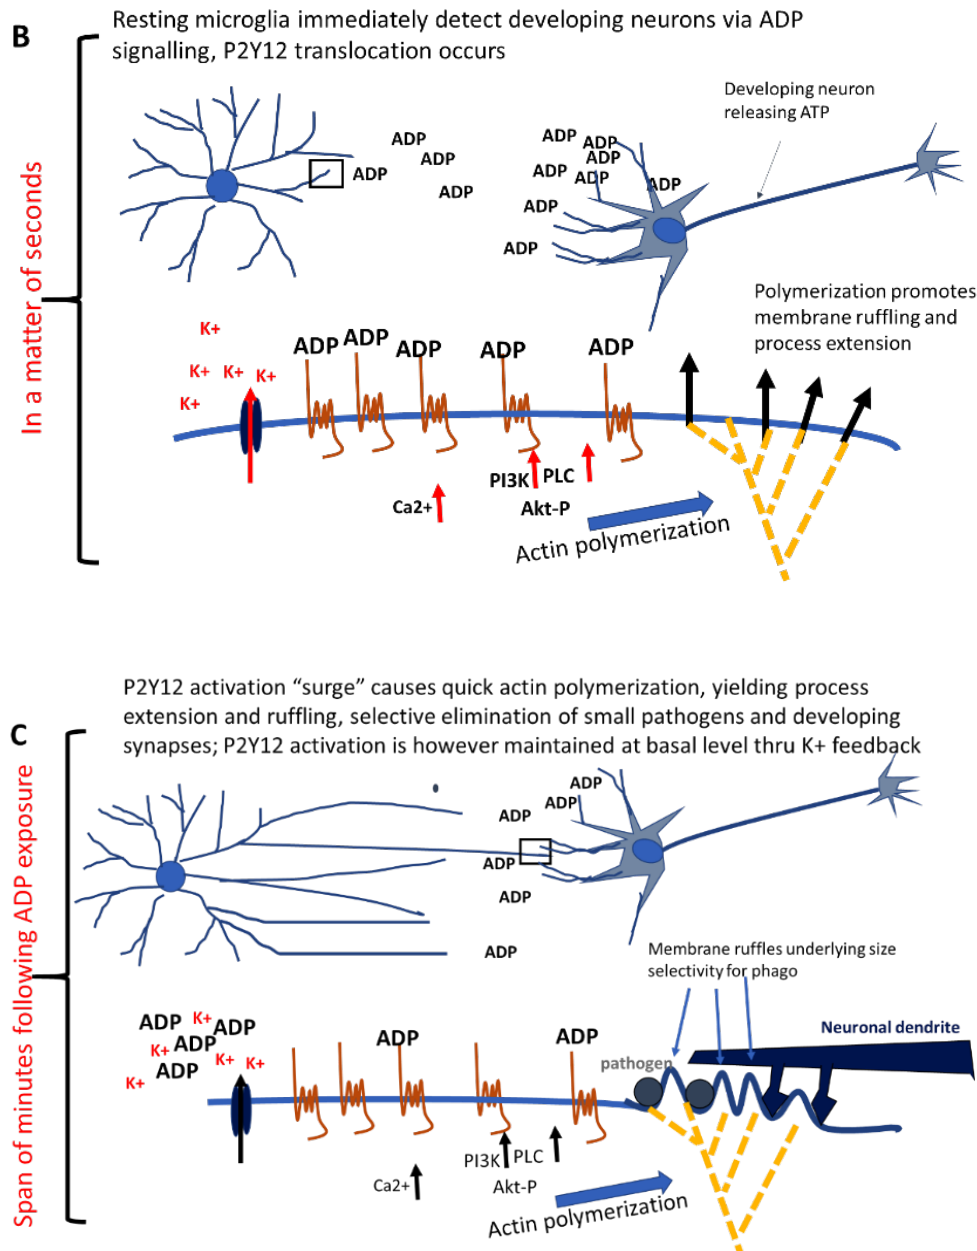 B
Resting microglia immediately detect developing neurons via ADP
signalling, P2Y12 translocation occurs
In a matter of seconds
Developing neuron
releasing ATP
ADP
ADP
ADP
ADP
ADP
ADP
ADP
ADP
ADP
ADP
ADP
ADP
Polymerization promotes
membrane ruffling and
process extension
K+
K+ K+ K+
K+
ADP ADP ADP ADP ADP
PI3K PLC
Ca2+ Akt-P
Actin polymerization
C
P2Y12 activation “surge” causes quick actin polymerization, yielding process
extension and ruffling, selective elimination of small pathogens and developing
synapses; P2Y12 activation is however maintained at basal level thru K+ feedback
Span of minutes following ADP exposure
ADP
ADP
ADP
ADP
ADP
ADP
Membrane ruffles underlying size
selectivity for phago
Neuronal dendrite
pathogen
ADP K+ ADP
K+ ADP K+ K+
K+ ADP
ADP ADP
PI3K PLC
Ca2+ Akt-P
Actin polymerization